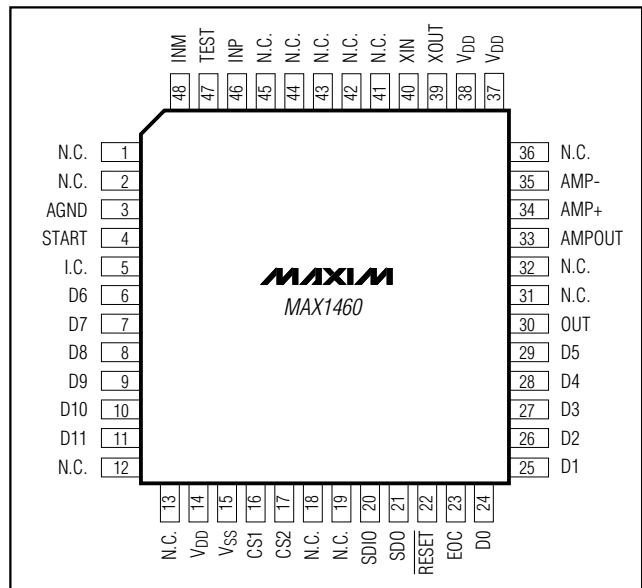 48 INM
47 TEST
46 INP
45 N.C.
44 N.C.
43 N.C.
42 N.C.
41 N.C.
40 XIN
39 XOUT
38 VDD
37 VDD
N.C. 1
N.C. 2
AGND 3
START 4
I.C. 5
D6 6
D7 7
D8 8
D9 9
D10 10
D11 11
N.C. 12
MAXIM
MAX1460
36 N.C.
35 AMP-
34 AMP+
33 AMPOUT
32 N.C.
31 N.C.
30 OUT
29 D5
28 D4
27 D3
26 D2
25 D1
N.C. 13
VDD 14
VSS 15
CS1 16
CS2 17
N.C. 18
N.C. 19
SDIO 20
SDO 21
RESET 22
EOC 23
D0 24